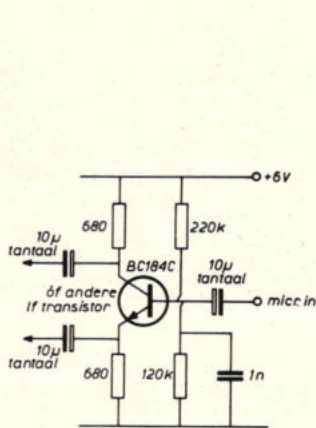 +6V
680
220k
10µ
tantaal
BC184C
10µ
tantaal
óf andere
lf transistor
micr. in
10µ
tantaal
680
120k
1n